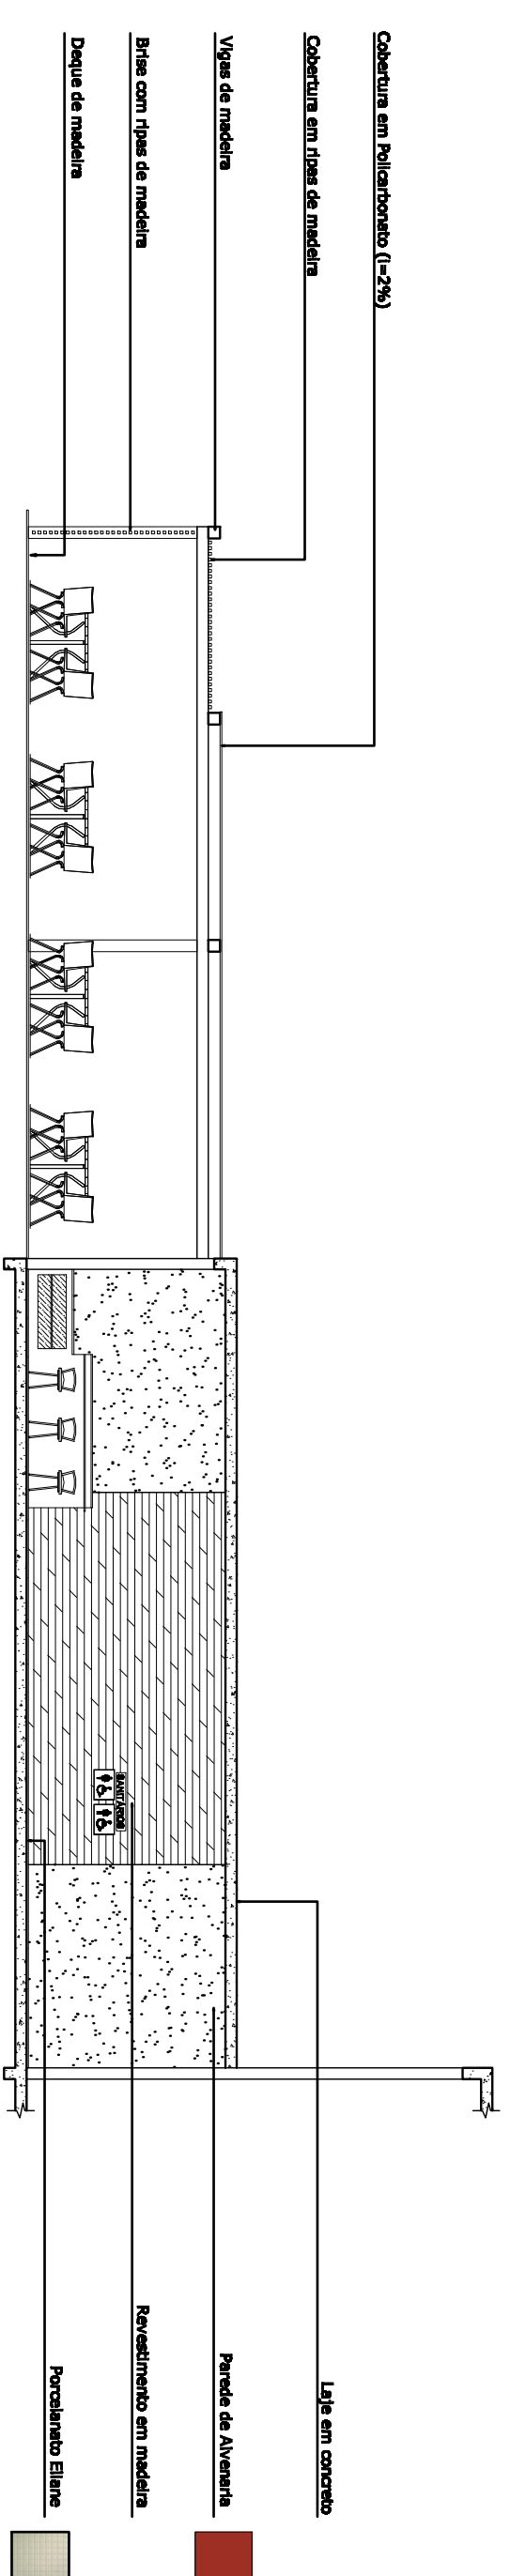 Cobertura em Policarbonato (i=2%)
Cobertura em ripas de madeira
Vigas de madeira
Brise com ripas de madeira
Deque de madeira
SANITÁRIOS
Laje em concreto
Parede de Alvenaria
Revestimento em madeira
Porcelanato Eliane